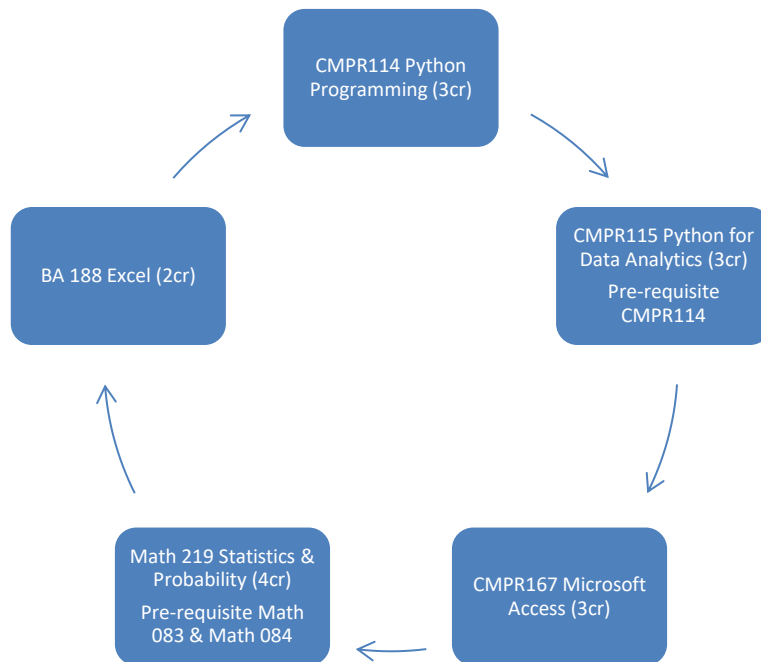 CMPR114 Python
Programming (3cr)
CMPR115 Python for
Data Analytics (3cr)
Pre-requisite
CMPR114
CMPR167 Microsoft
Access (3cr)
Math 219 Statistics &
Probability (4cr)
Pre-requisite Math
083 & Math 084
BA 188 Excel (2cr)